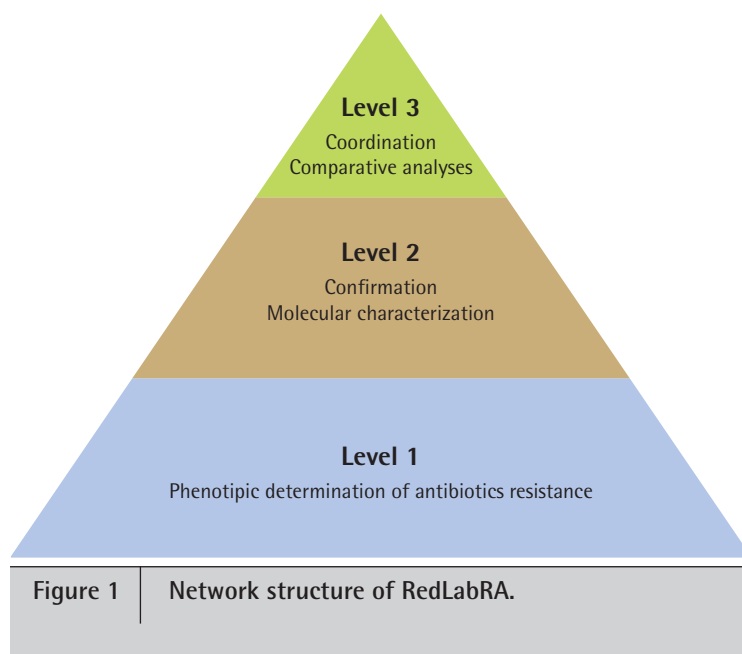 Level 3
Coordination
Comparative analyses
Level 2
Confirmation
Molecular characterization
Level 1
Phenotipic determination of antibiotics resistance
Figure 1 Network structure of RedLabRA.